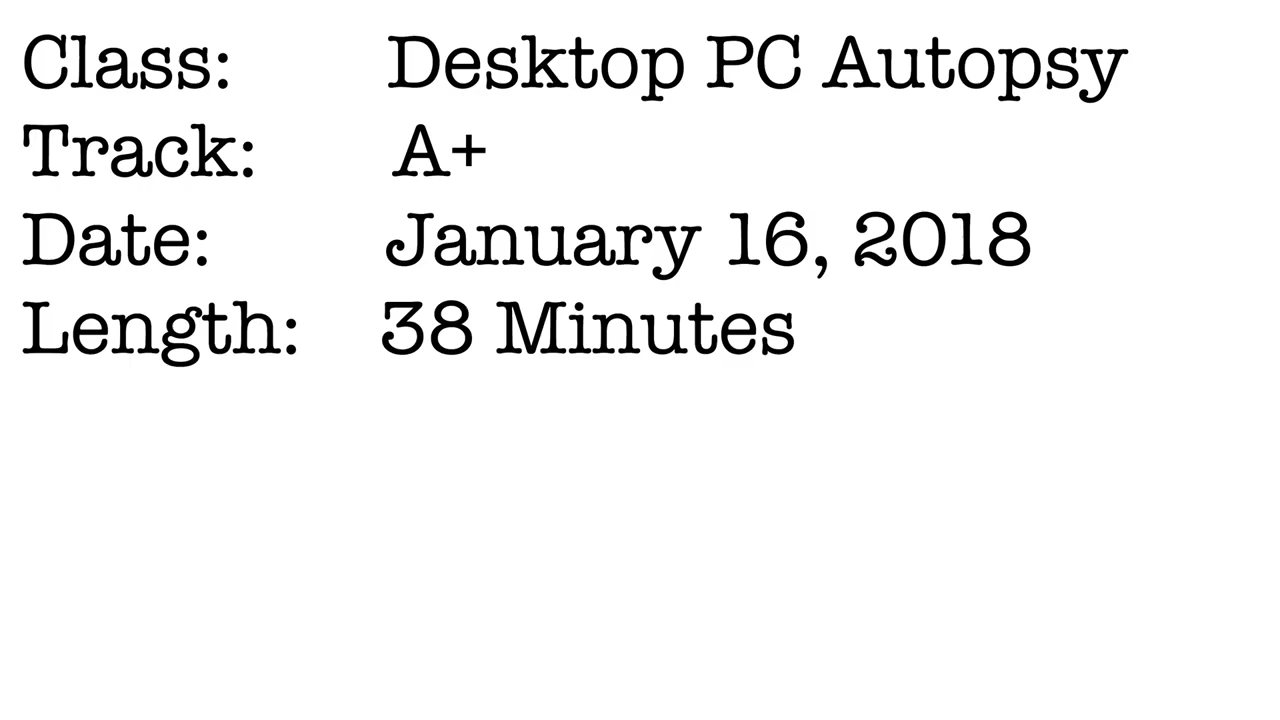 Class: Desktop PC Autopsy
Track: A+
Date: January 16, 2018
Length: 38 Minutes